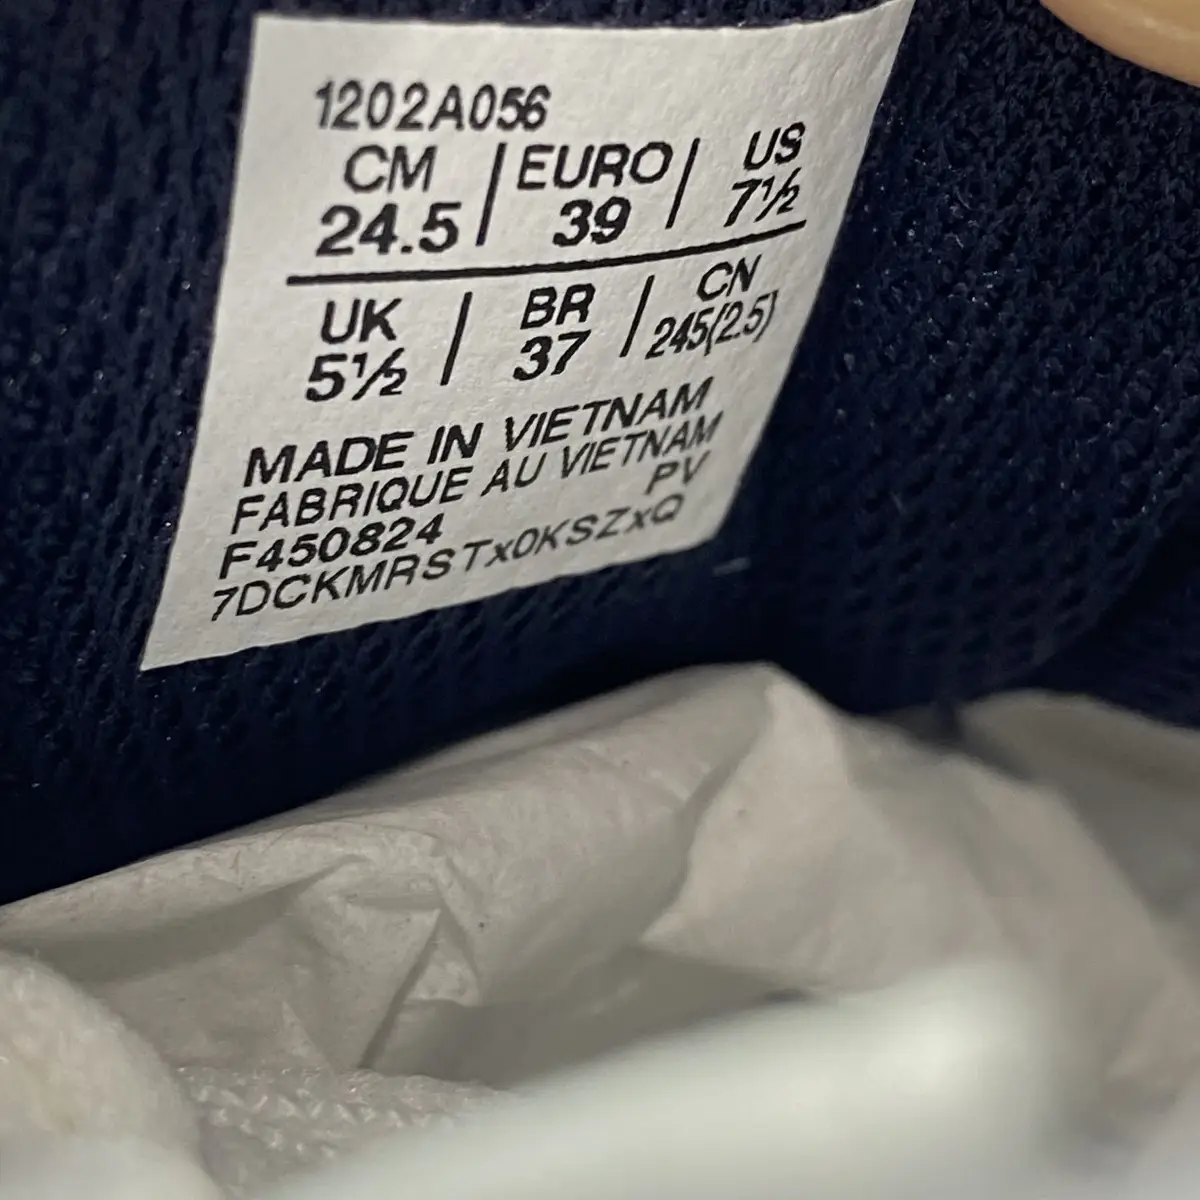 1202A056
CM | EURO | US
24.5 | 39 | 7½
UK | BR | CN
5½ | 37 | 245(2.5)
MADE IN VIETNAM
FABRIQUE AU VIETNAM
F450824 PV
7DCKMRSTx0KSZxQ